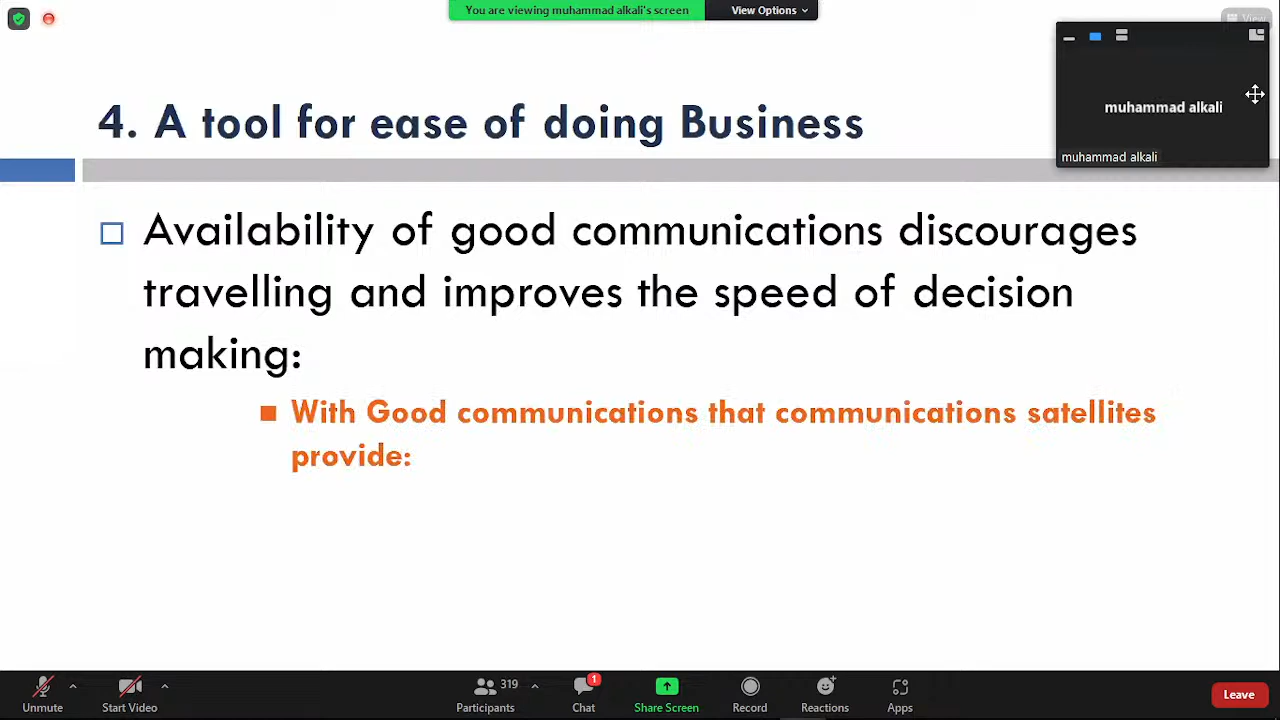 You are viewing muhammad alkali's screen
View Options
View
muhammad alkali
muhammad alkali
4. A tool for ease of doing Business
Availability of good communications discourages
travelling and improves the speed of decision
making:
With Good communications that communications satellites
provide:
Unmute
Start Video
319
Participants
1
Chat
Share Screen
Record
Reactions
Apps
Leave